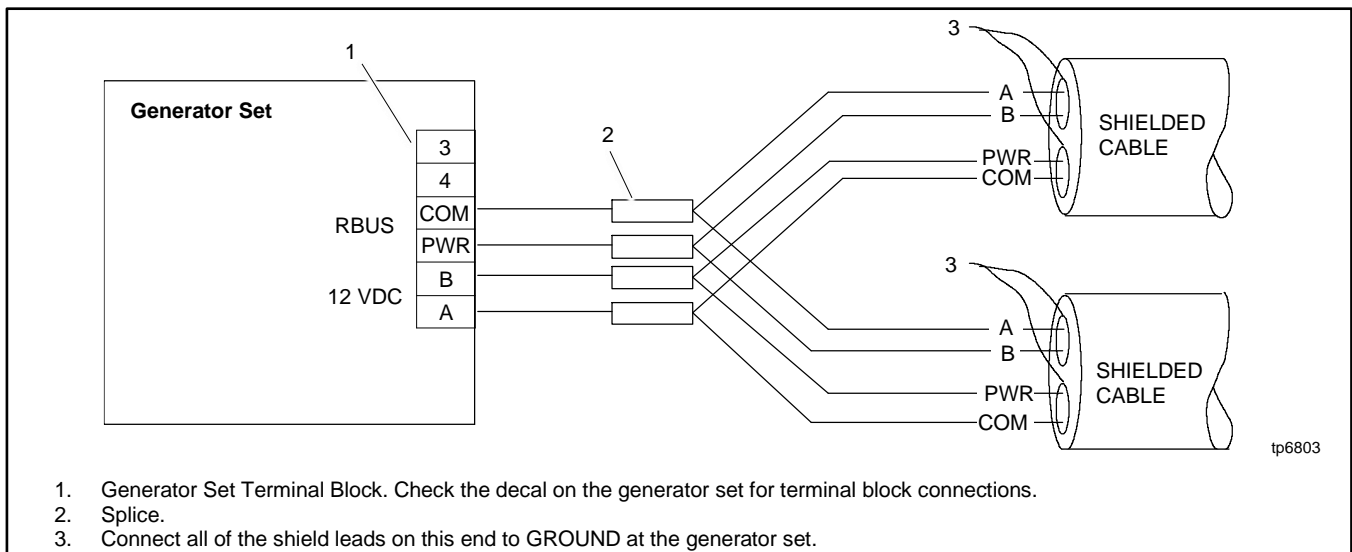 1
3
Generator Set
A
B
SHIELDED
CABLE
2
3
4
PWR
COM
RBUS
COM
PWR
12 VDC
B
A
3
A
B
SHIELDED
CABLE
PWR
COM
tp6803
1. Generator Set Terminal Block. Check the decal on the generator set for terminal block connections.
2. Splice.
3. Connect all of the shield leads on this end to GROUND at the generator set.